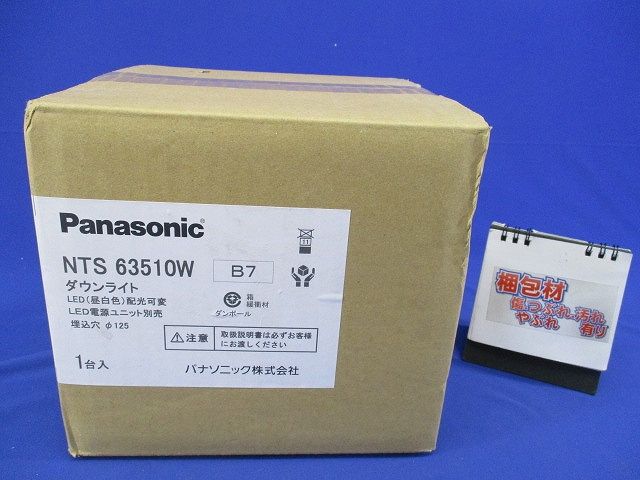 Panasonic®
NTS 63510W B7
ダウンライト
LED(昼白色)配光可変
LED電源ユニット別売
埋込穴 φ125
箱
緩衝材
ダンボール
注意 取扱説明書は必ずお客様
にお渡しください
1台入
パナソニック株式会社
梱包材
傷つぶれ、汚れ
やぶれ 有り